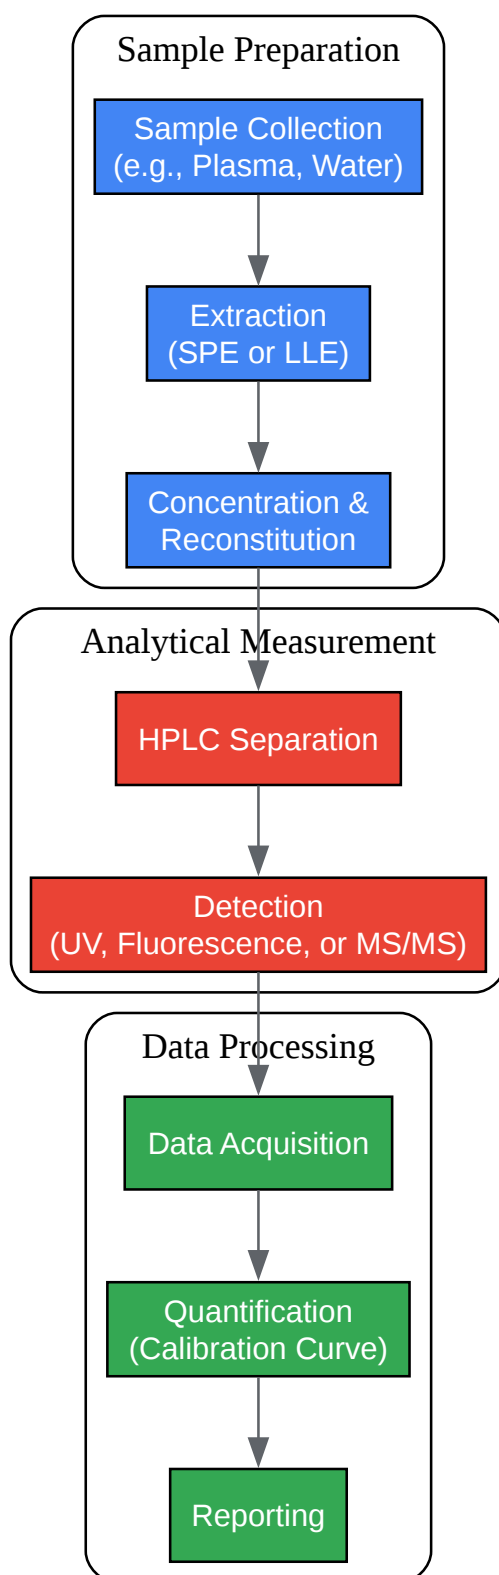 Sample Preparation
Sample Collection
(e.g., Plasma, Water)
Extraction
(SPE or LLE)
Concentration &
Reconstitution
Analytical Measurement
HPLC Separation
Detection
(UV, Fluorescence, or MS/MS)
Data Processing
Data Acquisition
Quantification
(Calibration Curve)
Reporting